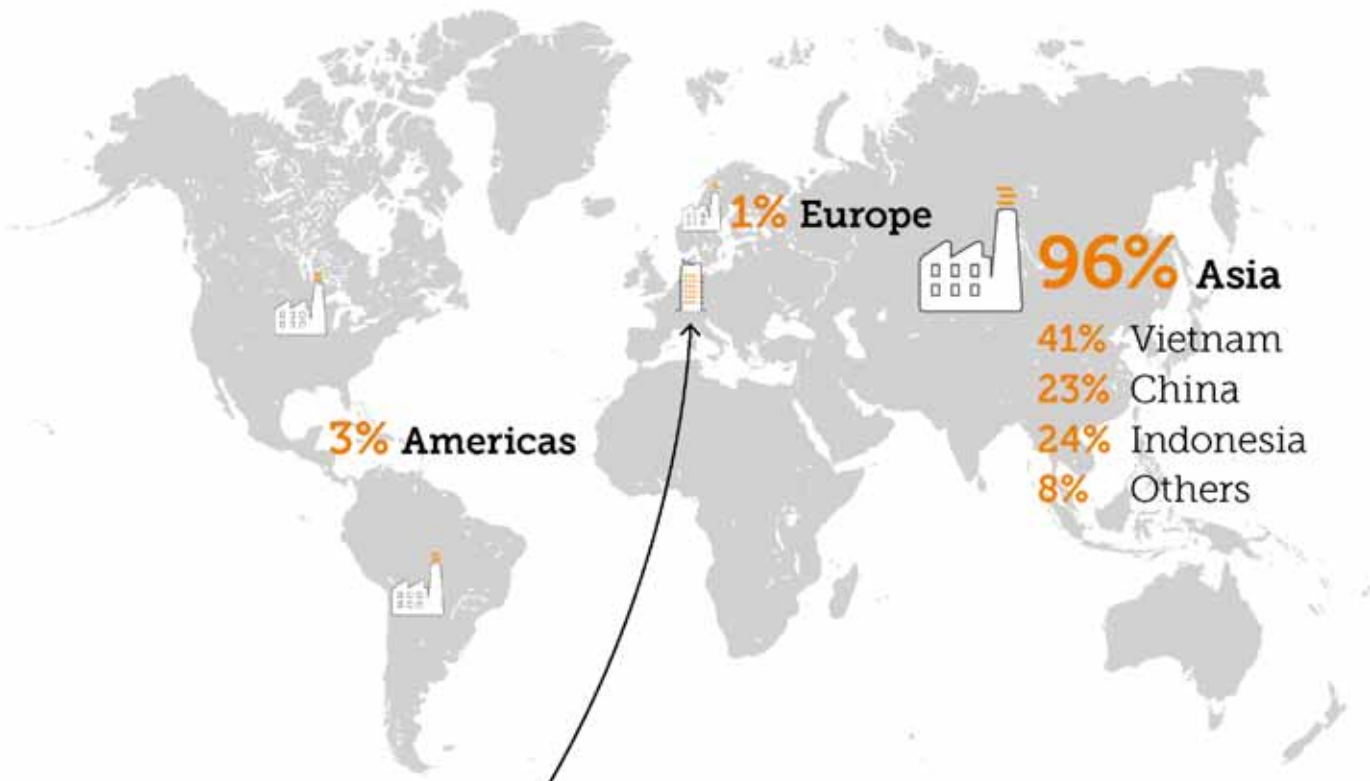 1% Europe
96% Asia
41% Vietnam
23% China
24% Indonesia
8% Others
3% Americas